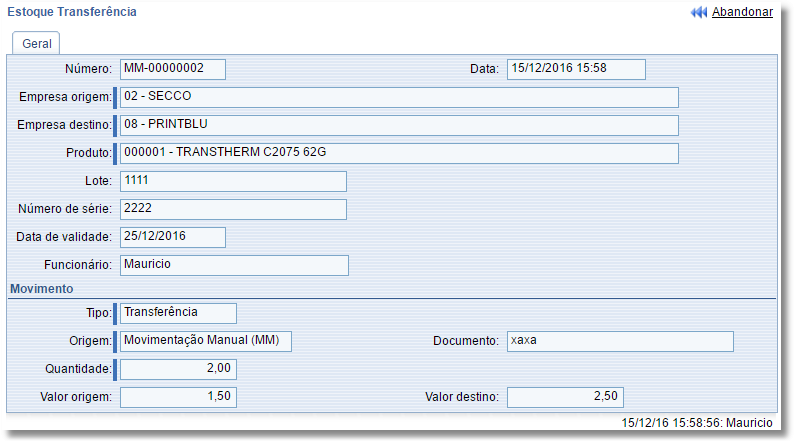 Estoque Transferência
Abandonar
Geral
Número: MM-00000002 Data: 15/12/2016 15:58
Empresa origem: 02 - SECCO
Empresa destino: 08 - PRINTBLU
Produto: 000001 - TRANSTHERM C2075 62G
Lote: 1111
Número de série: 2222
Data de validade: 25/12/2016
Funcionário: Mauricio
Movimento
Tipo: Transferência
Origem: Movimentação Manual (MM) Documento: xaxa
Quantidade: 2,00
Valor origem: 1,50 Valor destino: 2,50
15/12/16 15:58:56: Mauricio